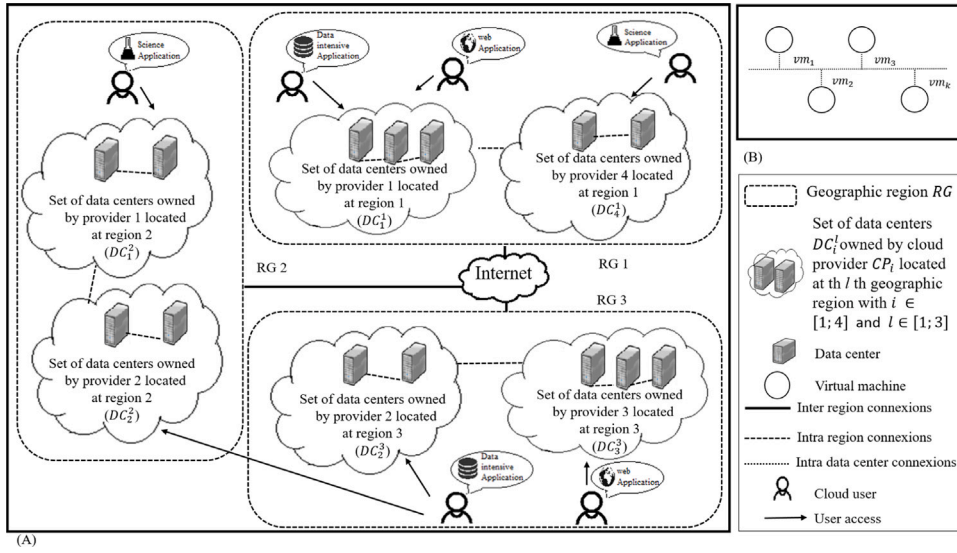 Science
Application
Set of data centers owned
by provider 1 located
at region 2
(DC₁²)
Set of data centers owned
by provider 2 located
at region 2
(DC₂²)
Data
intensive
Application
web
Application
Science
Application
Set of data centers owned
by provider 1 located
at region 1
(DC₁¹)
Set of data centers owned
by provider 4 located
at region 1
(DC₄¹)
RG 2
Internet
RG 1
RG 3
Set of data centers owned
by provider 2 located
at region 3
(DC₂³)
Set of data centers owned
by provider 3 located
at region 3
(DC₃³)
Data
intensive
Application
web
Application
(A)
vm₁
vm₃
vm₂
vmₖ
(B)
Geographic region RG
Set of data centers
DCᵢˡ owned by cloud
provider CPᵢ located
at th l th geographic
region with i ∈
[1; 4] and l ∈ [1; 3]
Data center
Virtual machine
Inter region connexions
Intra region connexions
Intra data center connexions
Cloud user
User access